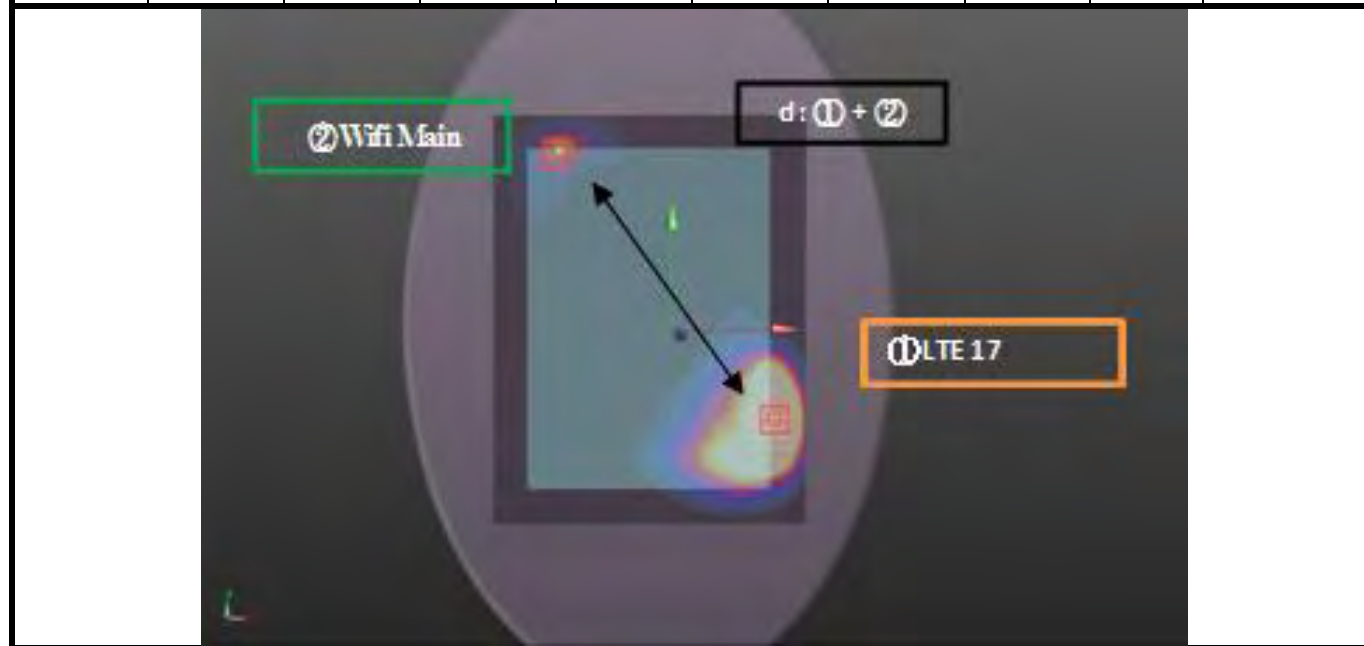 ②Wifi Main
d : ① + ②
①LTE 17